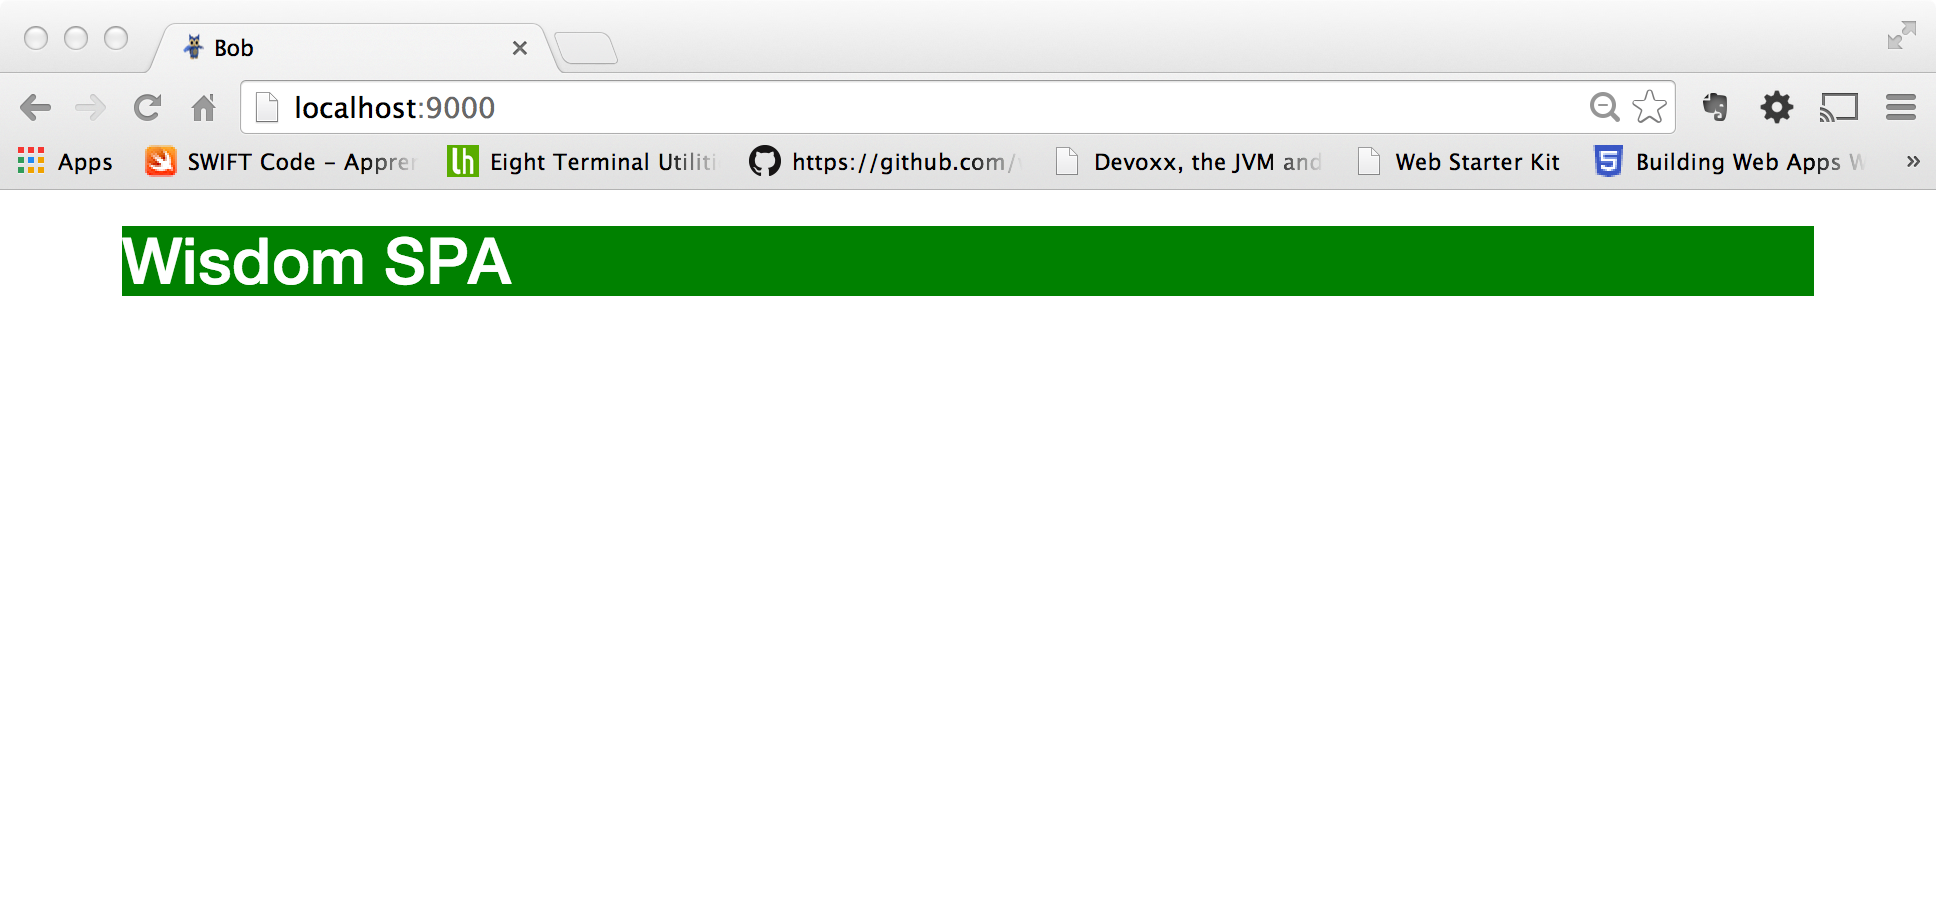 Bob
localhost:9000
Apps SWIFT Code – Appren Eight Terminal Utiliti https://github.com/ Devoxx, the JVM and Web Starter Kit Building Web Apps W »
Wisdom SPA